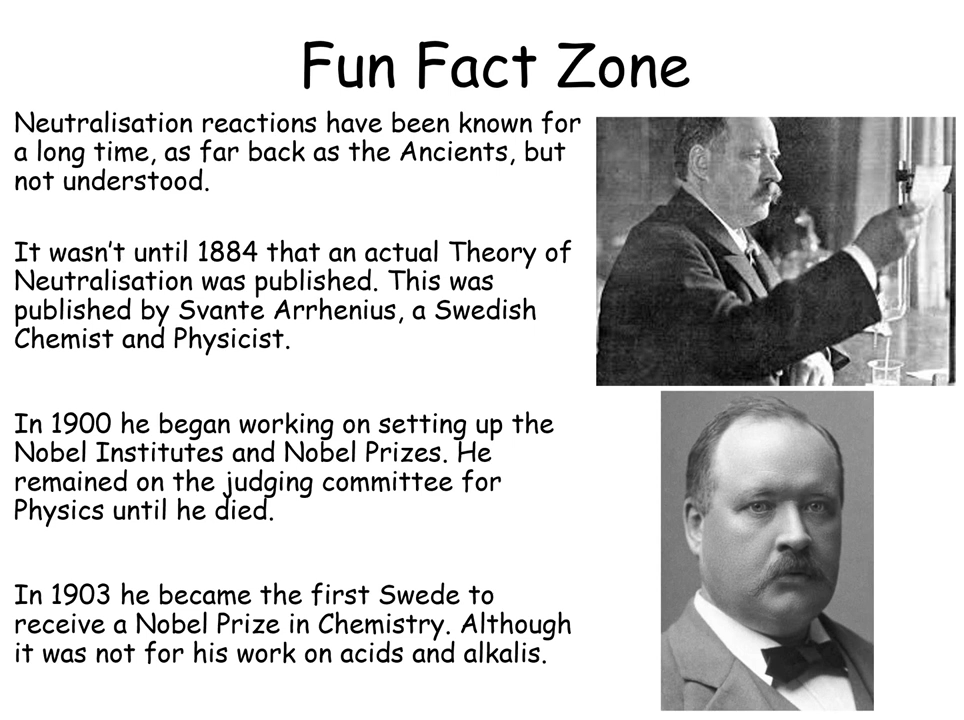 Fun Fact Zone
Neutralisation reactions have been known for
a long time, as far back as the Ancients, but
not understood.
It wasn't until 1884 that an actual Theory of
Neutralisation was published. This was
published by Svante Arrhenius, a Swedish
Chemist and Physicist.
In 1900 he began working on setting up the
Nobel Institutes and Nobel Prizes. He
remained on the judging committee for
Physics until he died.
In 1903 he became the first Swede to
receive a Nobel Prize in Chemistry. Although
it was not for his work on acids and alkalis.